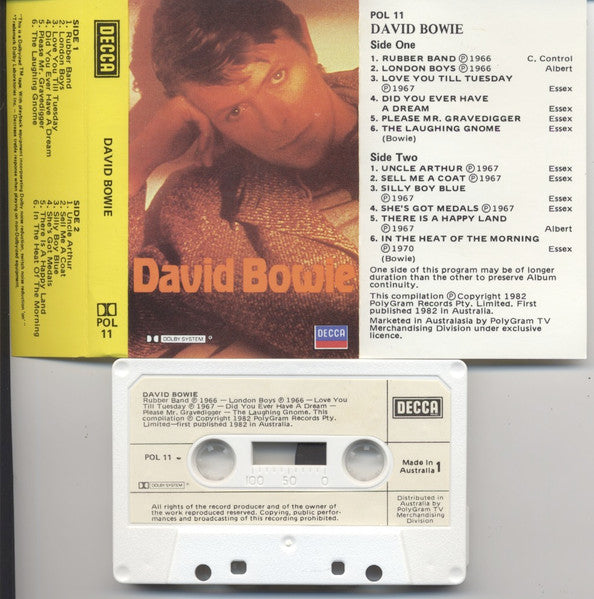 DECCA
DAVID BOWIE
SIDE 1
1. Rubber Band
2. London Boys
3. Love You Till Tuesday
4. Did You Ever Have A Dream
5. Please Mr. Gravedigger
6. The Laughing Gnome
SIDE 2
1. Uncle Arthur
2. Sell Me A Coat
3. Silly Boy Blue
4. She's Got Medals
5. There Is A Happy Land
6. In The Heat Of The Morning
POL
11
David Bowie
DOLBY SYSTEM
DECCA
POL 11
DAVID BOWIE
Side One
1. RUBBER BAND Ⓟ1966 C. Control
2. LONDON BOYS Ⓟ1966 Albert
3. LOVE YOU TILL TUESDAY
Ⓟ1967 Essex
4. DID YOU EVER HAVE
A DREAM Essex
5. PLEASE MR. GRAVEDIGGER Essex
6. THE LAUGHING GNOME Essex
(Bowie)
Side Two
1. UNCLE ARTHUR Ⓟ1967 Essex
2. SELL ME A COAT Ⓟ1967 Essex
3. SILLY BOY BLUE
Ⓟ1967 Essex
4. SHE'S GOT MEDALS Ⓟ1967 Essex
5. THERE IS A HAPPY LAND
Ⓟ1967 Albert
6. IN THE HEAT OF THE MORNING
Ⓟ1970 Essex
(Bowie)
One side of this program may be of longer
duration than the other to preserve Album
continuity.
This compilation Ⓟ Copyright 1982
PolyGram Records Pty. Limited. First
published 1982 in Australia.
Marketed in Australasia by PolyGram TV
Merchandising Division under exclusive
licence.
DAVID BOWIE
Rubber Band Ⓟ 1966 — London Boys Ⓟ 1966 — Love You
Till Tuesday Ⓟ 1967 — Did You Ever Have A Dream —
Please Mr. Gravedigger — The Laughing Gnome. This
compilation Ⓟ Copyright 1982 PolyGram Records Pty.
Limited—first published 1982 in Australia.
DECCA
POL 11 -
100 50 0
Made in
Australia 1
DOLBY SYSTEM
All rights of the record producer and of the owner of
the work reproduced reserved. Copying, public perfor-
mances and broadcasting of this recording prohibited.
Distributed in
Australia by
PolyGram TV
Merchandising
Division